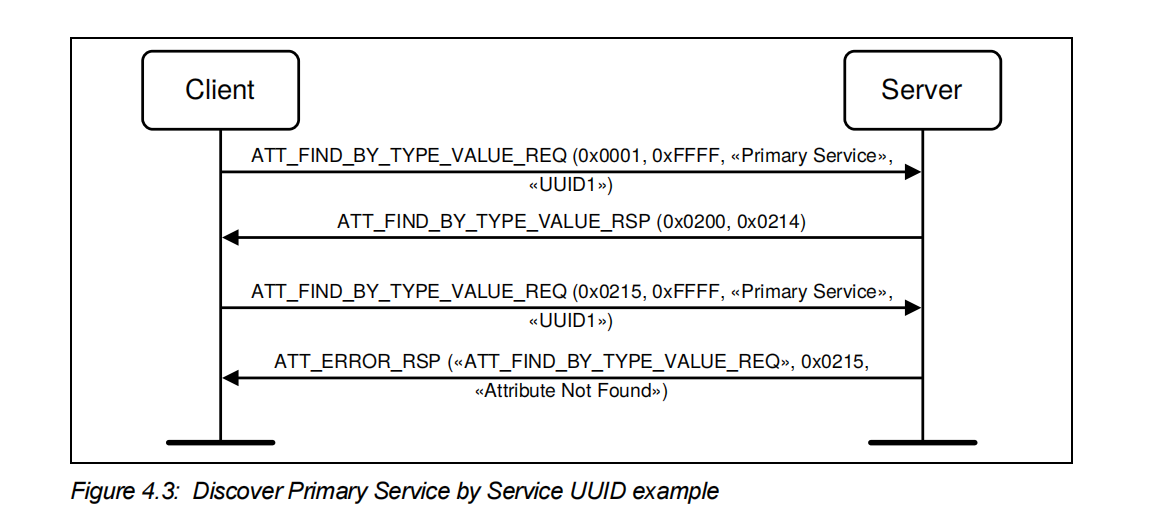 Client
Server
ATT_FIND_BY_TYPE_VALUE_REQ (0x0001, 0xFFFF, «Primary Service»,
«UUID1»)
ATT_FIND_BY_TYPE_VALUE_RSP (0x0200, 0x0214)
ATT_FIND_BY_TYPE_VALUE_REQ (0x0215, 0xFFFF, «Primary Service»,
«UUID1»)
ATT_ERROR_RSP («ATT_FIND_BY_TYPE_VALUE_REQ», 0x0215,
«Attribute Not Found»)
Figure 4.3: Discover Primary Service by Service UUID example